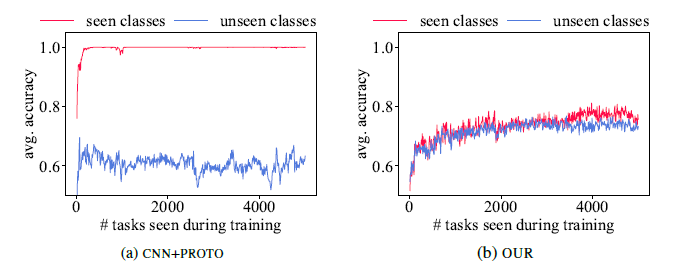 seen classes unseen classes
1.0
0.8
0.6
avg. accuracy
0 2000 4000
# tasks seen during training
(a) CNN+PROTO
seen classes unseen classes
1.0
0.8
0.6
avg. accuracy
0 2000 4000
# tasks seen during training
(b) OUR